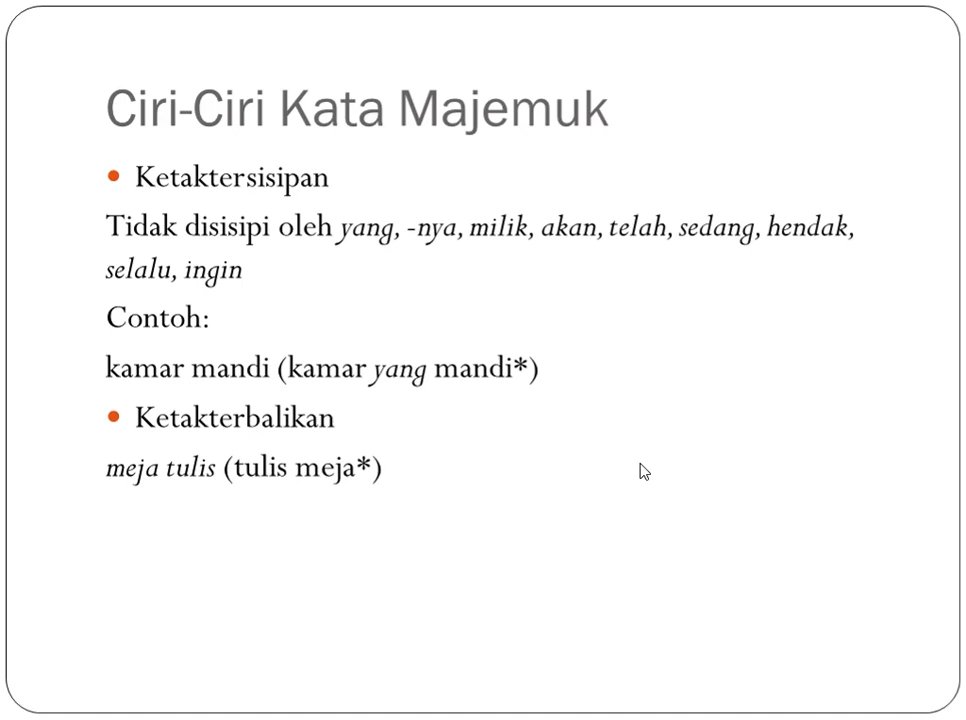 Ciri-Ciri Kata Majemuk
• Ketaktersisipan
Tidak disisipi oleh yang, -nya, milik, akan, telah, sedang, hendak,
selalu, ingin
Contoh:
kamar mandi (kamar yang mandi*)
• Ketakterbalikan
meja tulis (tulis meja*)